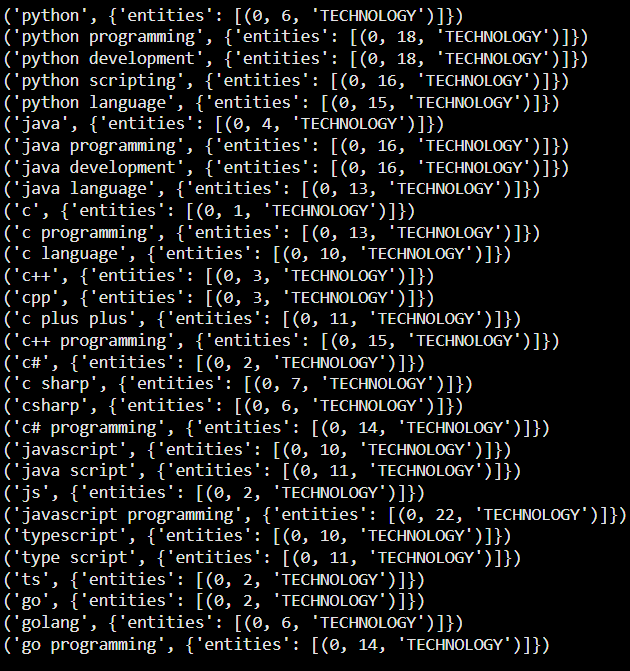 ('python', {'entities': [(0, 6, 'TECHNOLOGY')]})
('python programming', {'entities': [(0, 18, 'TECHNOLOGY')]})
('python development', {'entities': [(0, 18, 'TECHNOLOGY')]})
('python scripting', {'entities': [(0, 16, 'TECHNOLOGY')]})
('python language', {'entities': [(0, 15, 'TECHNOLOGY')]})
('java', {'entities': [(0, 4, 'TECHNOLOGY')]})
('java programming', {'entities': [(0, 16, 'TECHNOLOGY')]})
('java development', {'entities': [(0, 16, 'TECHNOLOGY')]})
('java language', {'entities': [(0, 13, 'TECHNOLOGY')]})
('c', {'entities': [(0, 1, 'TECHNOLOGY')]})
('c programming', {'entities': [(0, 13, 'TECHNOLOGY')]})
('c language', {'entities': [(0, 10, 'TECHNOLOGY')]})
('c++', {'entities': [(0, 3, 'TECHNOLOGY')]})
('cpp', {'entities': [(0, 3, 'TECHNOLOGY')]})
('c plus plus', {'entities': [(0, 11, 'TECHNOLOGY')]})
('c++ programming', {'entities': [(0, 15, 'TECHNOLOGY')]})
('c#', {'entities': [(0, 2, 'TECHNOLOGY')]})
('c sharp', {'entities': [(0, 7, 'TECHNOLOGY')]})
('csharp', {'entities': [(0, 6, 'TECHNOLOGY')]})
('c# programming', {'entities': [(0, 14, 'TECHNOLOGY')]})
('javascript', {'entities': [(0, 10, 'TECHNOLOGY')]})
('java script', {'entities': [(0, 11, 'TECHNOLOGY')]})
('js', {'entities': [(0, 2, 'TECHNOLOGY')]})
('javascript programming', {'entities': [(0, 22, 'TECHNOLOGY')]})
('typescript', {'entities': [(0, 10, 'TECHNOLOGY')]})
('type script', {'entities': [(0, 11, 'TECHNOLOGY')]})
('ts', {'entities': [(0, 2, 'TECHNOLOGY')]})
('go', {'entities': [(0, 2, 'TECHNOLOGY')]})
('golang', {'entities': [(0, 6, 'TECHNOLOGY')]})
('go programming', {'entities': [(0, 14, 'TECHNOLOGY')]})